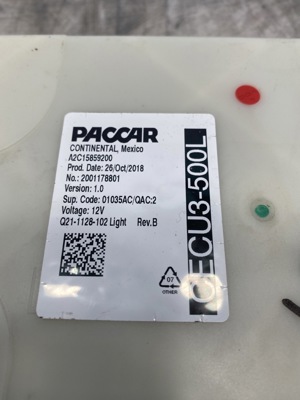 PACCAR
CONTINENTAL, Mexico
A2C15859200
Prod. Date: 26/Oct/2018
No.: 2001178801
Version: 1.0
Sup. Code: 01035AC/QAC:2
Voltage: 12V
Q21-1128-102 Light Rev.B
07
OTHER
CECU3-500L